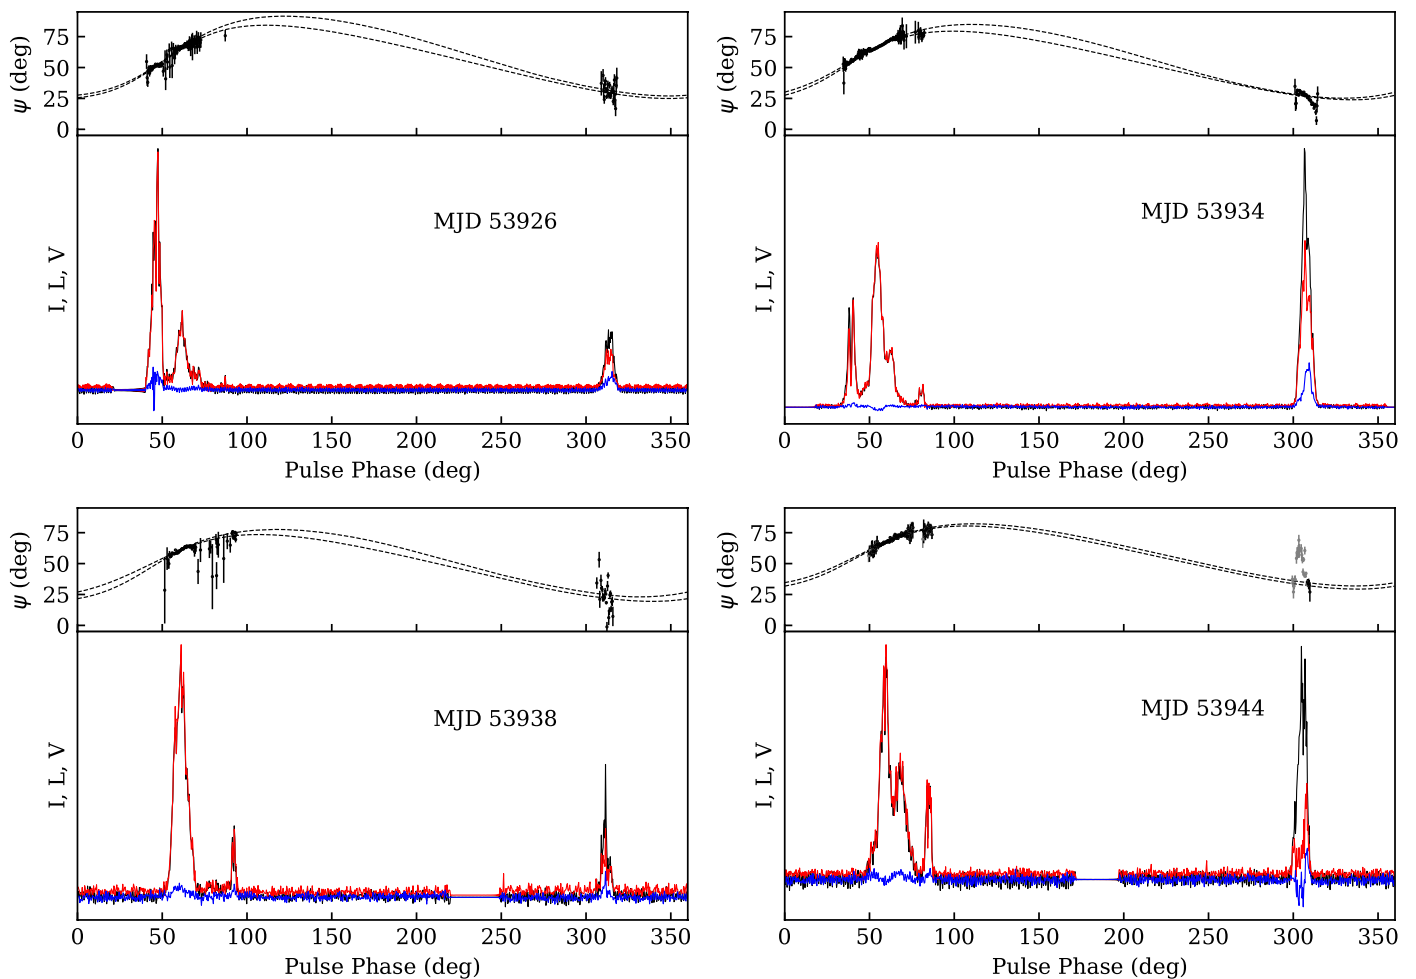 75
50
25
0
ψ (deg)
MJD 53926
I, L, V
0 50 100 150 200 250 300 350
Pulse Phase (deg)
75
50
25
0
ψ (deg)
MJD 53934
I, L, V
0 50 100 150 200 250 300 350
Pulse Phase (deg)
75
50
25
0
ψ (deg)
MJD 53938
I, L, V
0 50 100 150 200 250 300 350
Pulse Phase (deg)
75
50
25
0
ψ (deg)
MJD 53944
I, L, V
0 50 100 150 200 250 300 350
Pulse Phase (deg)